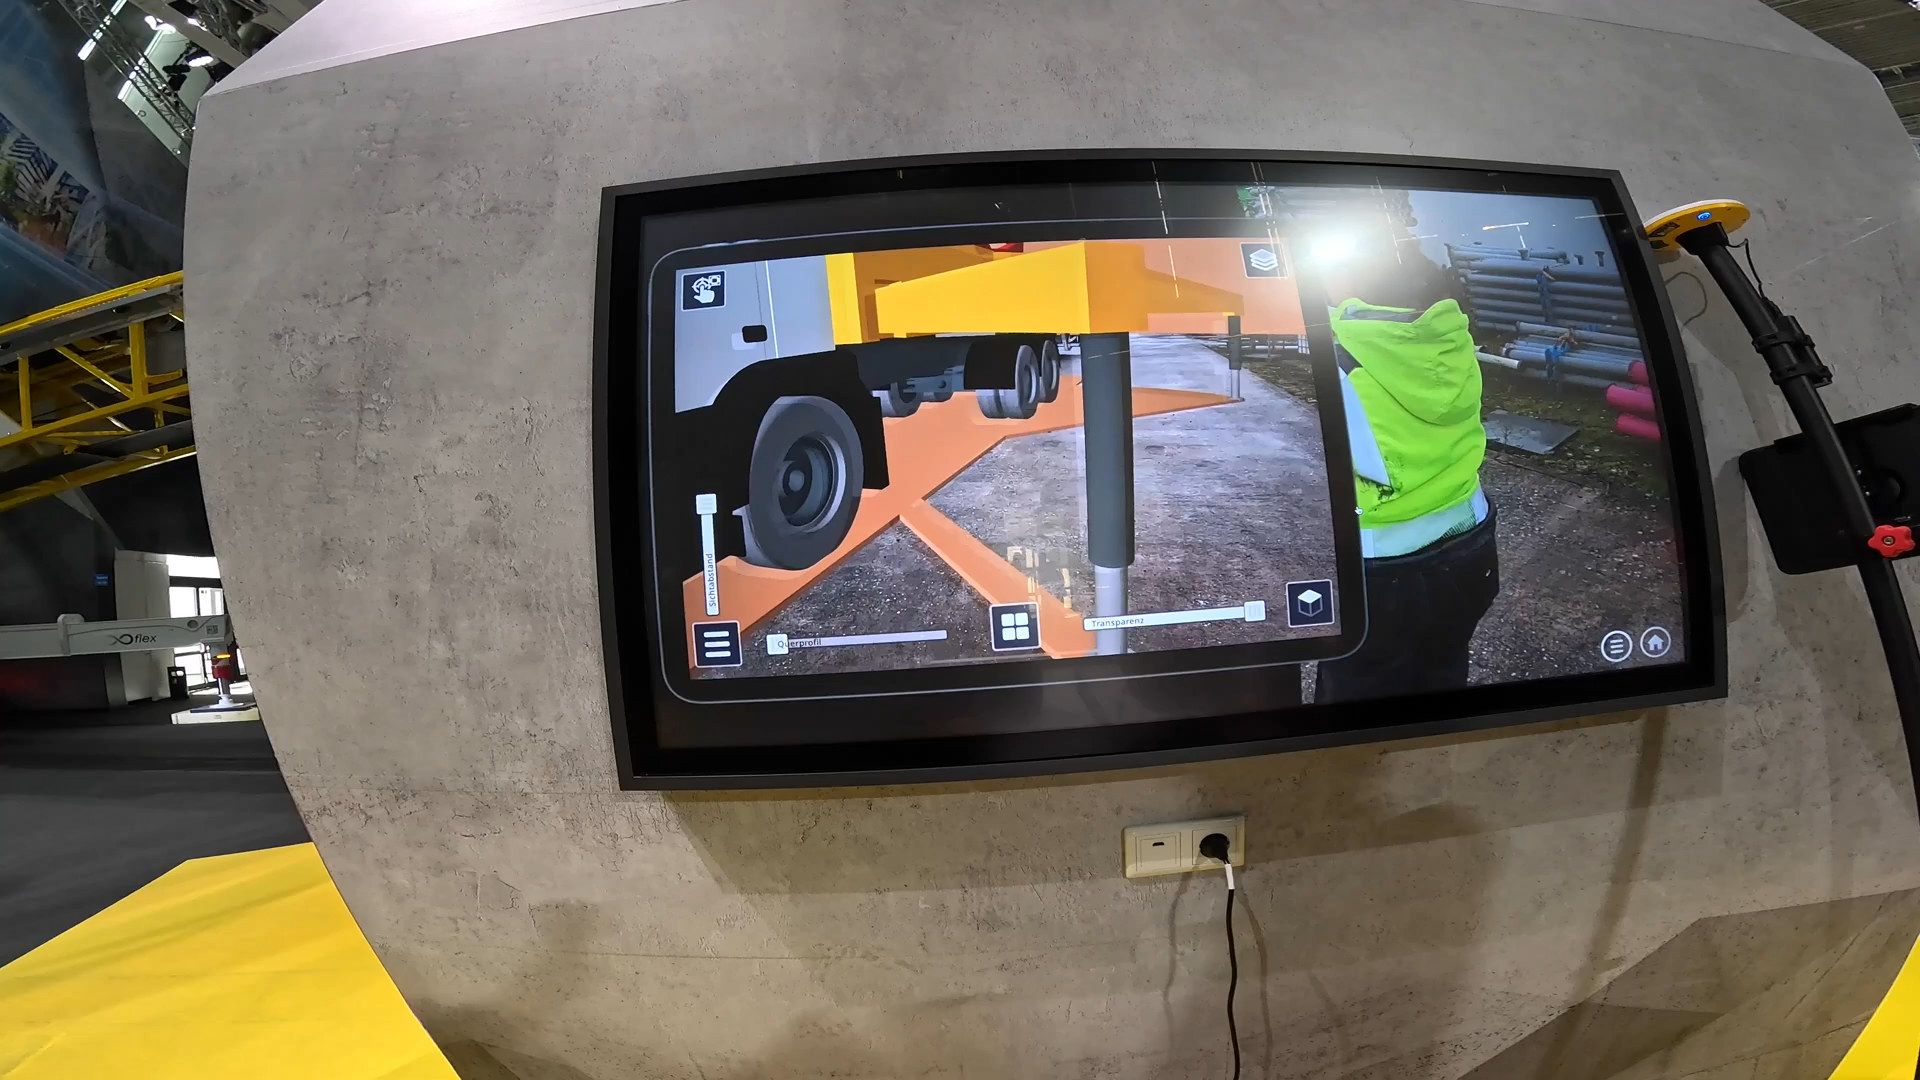 Sichtabstand
Querprofil
Transparenz
flex